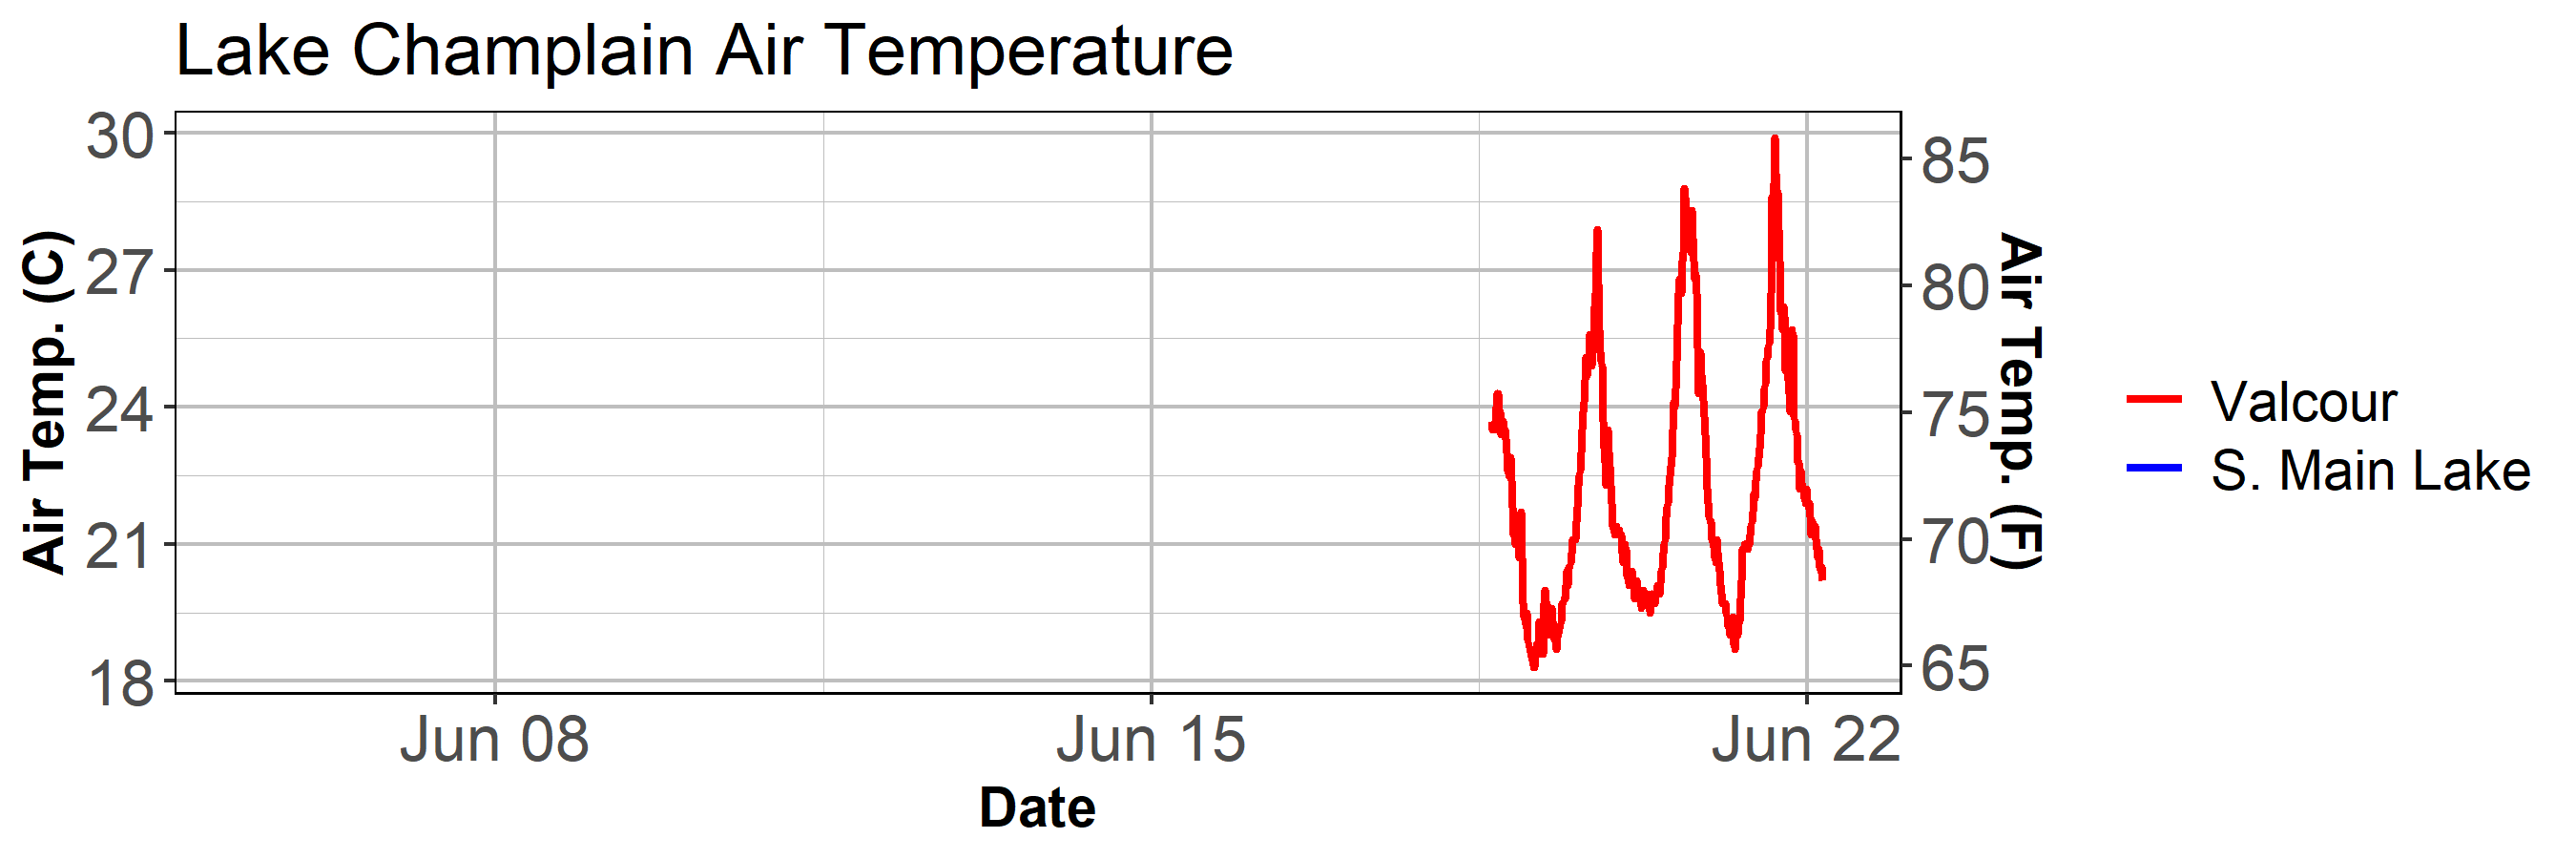 Lake Champlain Air Temperature
Air Temp. (C)
30
27
24
21
18
85
80
75
70
65
Air Temp. (F)
Jun 08
Jun 15
Jun 22
Date
Valcour
S. Main Lake